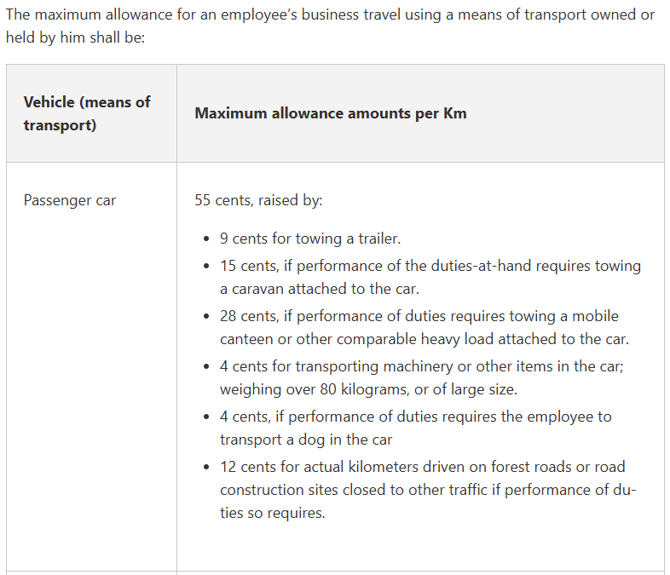 The maximum allowance for an employee's business travel using a means of transport owned or
held by him shall be:
Vehicle (means of
transport)
Maximum allowance amounts per Km
Passenger car
55 cents, raised by:
• 9 cents for towing a trailer.
• 15 cents, if performance of the duties-at-hand requires towing
a caravan attached to the car.
• 28 cents, if performance of duties requires towing a mobile
canteen or other comparable heavy load attached to the car.
• 4 cents for transporting machinery or other items in the car;
weighing over 80 kilograms, or of large size.
• 4 cents, if performance of duties requires the employee to
transport a dog in the car
• 12 cents for actual kilometers driven on forest roads or road
construction sites closed to other traffic if performance of du-
ties so requires.